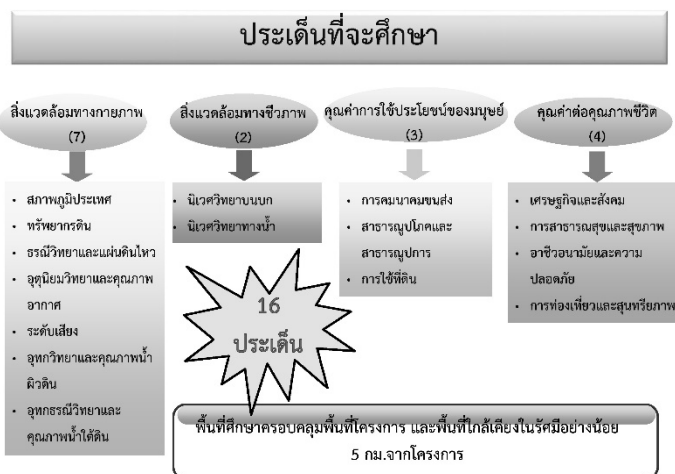 ประเด็นที่จะศึกษา
สิ่งแวดล้อมทางกายภาพ
(7)
• สภาพภูมิประเทศ
• ทรัพยากรดิน
• ธรณีวิทยาและแผ่นดินไหว
• อุตุนิยมวิทยาและคุณภาพ
อากาศ
• ระดับเสียง
• อุทกวิทยาและคุณภาพน้ำ
ผิวดิน
• อุทกธรณีวิทยาและ
คุณภาพน้ำใต้ดิน
สิ่งแวดล้อมทางชีวภาพ
(2)
• นิเวศวิทยาบนบก
• นิเวศวิทยาทางน้ำ
คุณค่าการใช้ประโยชน์ของมนุษย์
(3)
• การคมนาคมขนส่ง
• สาธารณูปโภคและ
สาธารณูปการ
• การใช้ที่ดิน
คุณค่าต่อคุณภาพชีวิต
(4)
• เศรษฐกิจและสังคม
• การสาธารณสุขและสุขภาพ
• อาชีวอนามัยและความ
ปลอดภัย
• การท่องเที่ยวและสุนทรียภาพ
16
ประเด็น
พื้นที่ศึกษาครอบคลุมพื้นที่โครงการ และพื้นที่ใกล้เคียงในรัศมีอย่างน้อย
5 กม.จากโครงการ